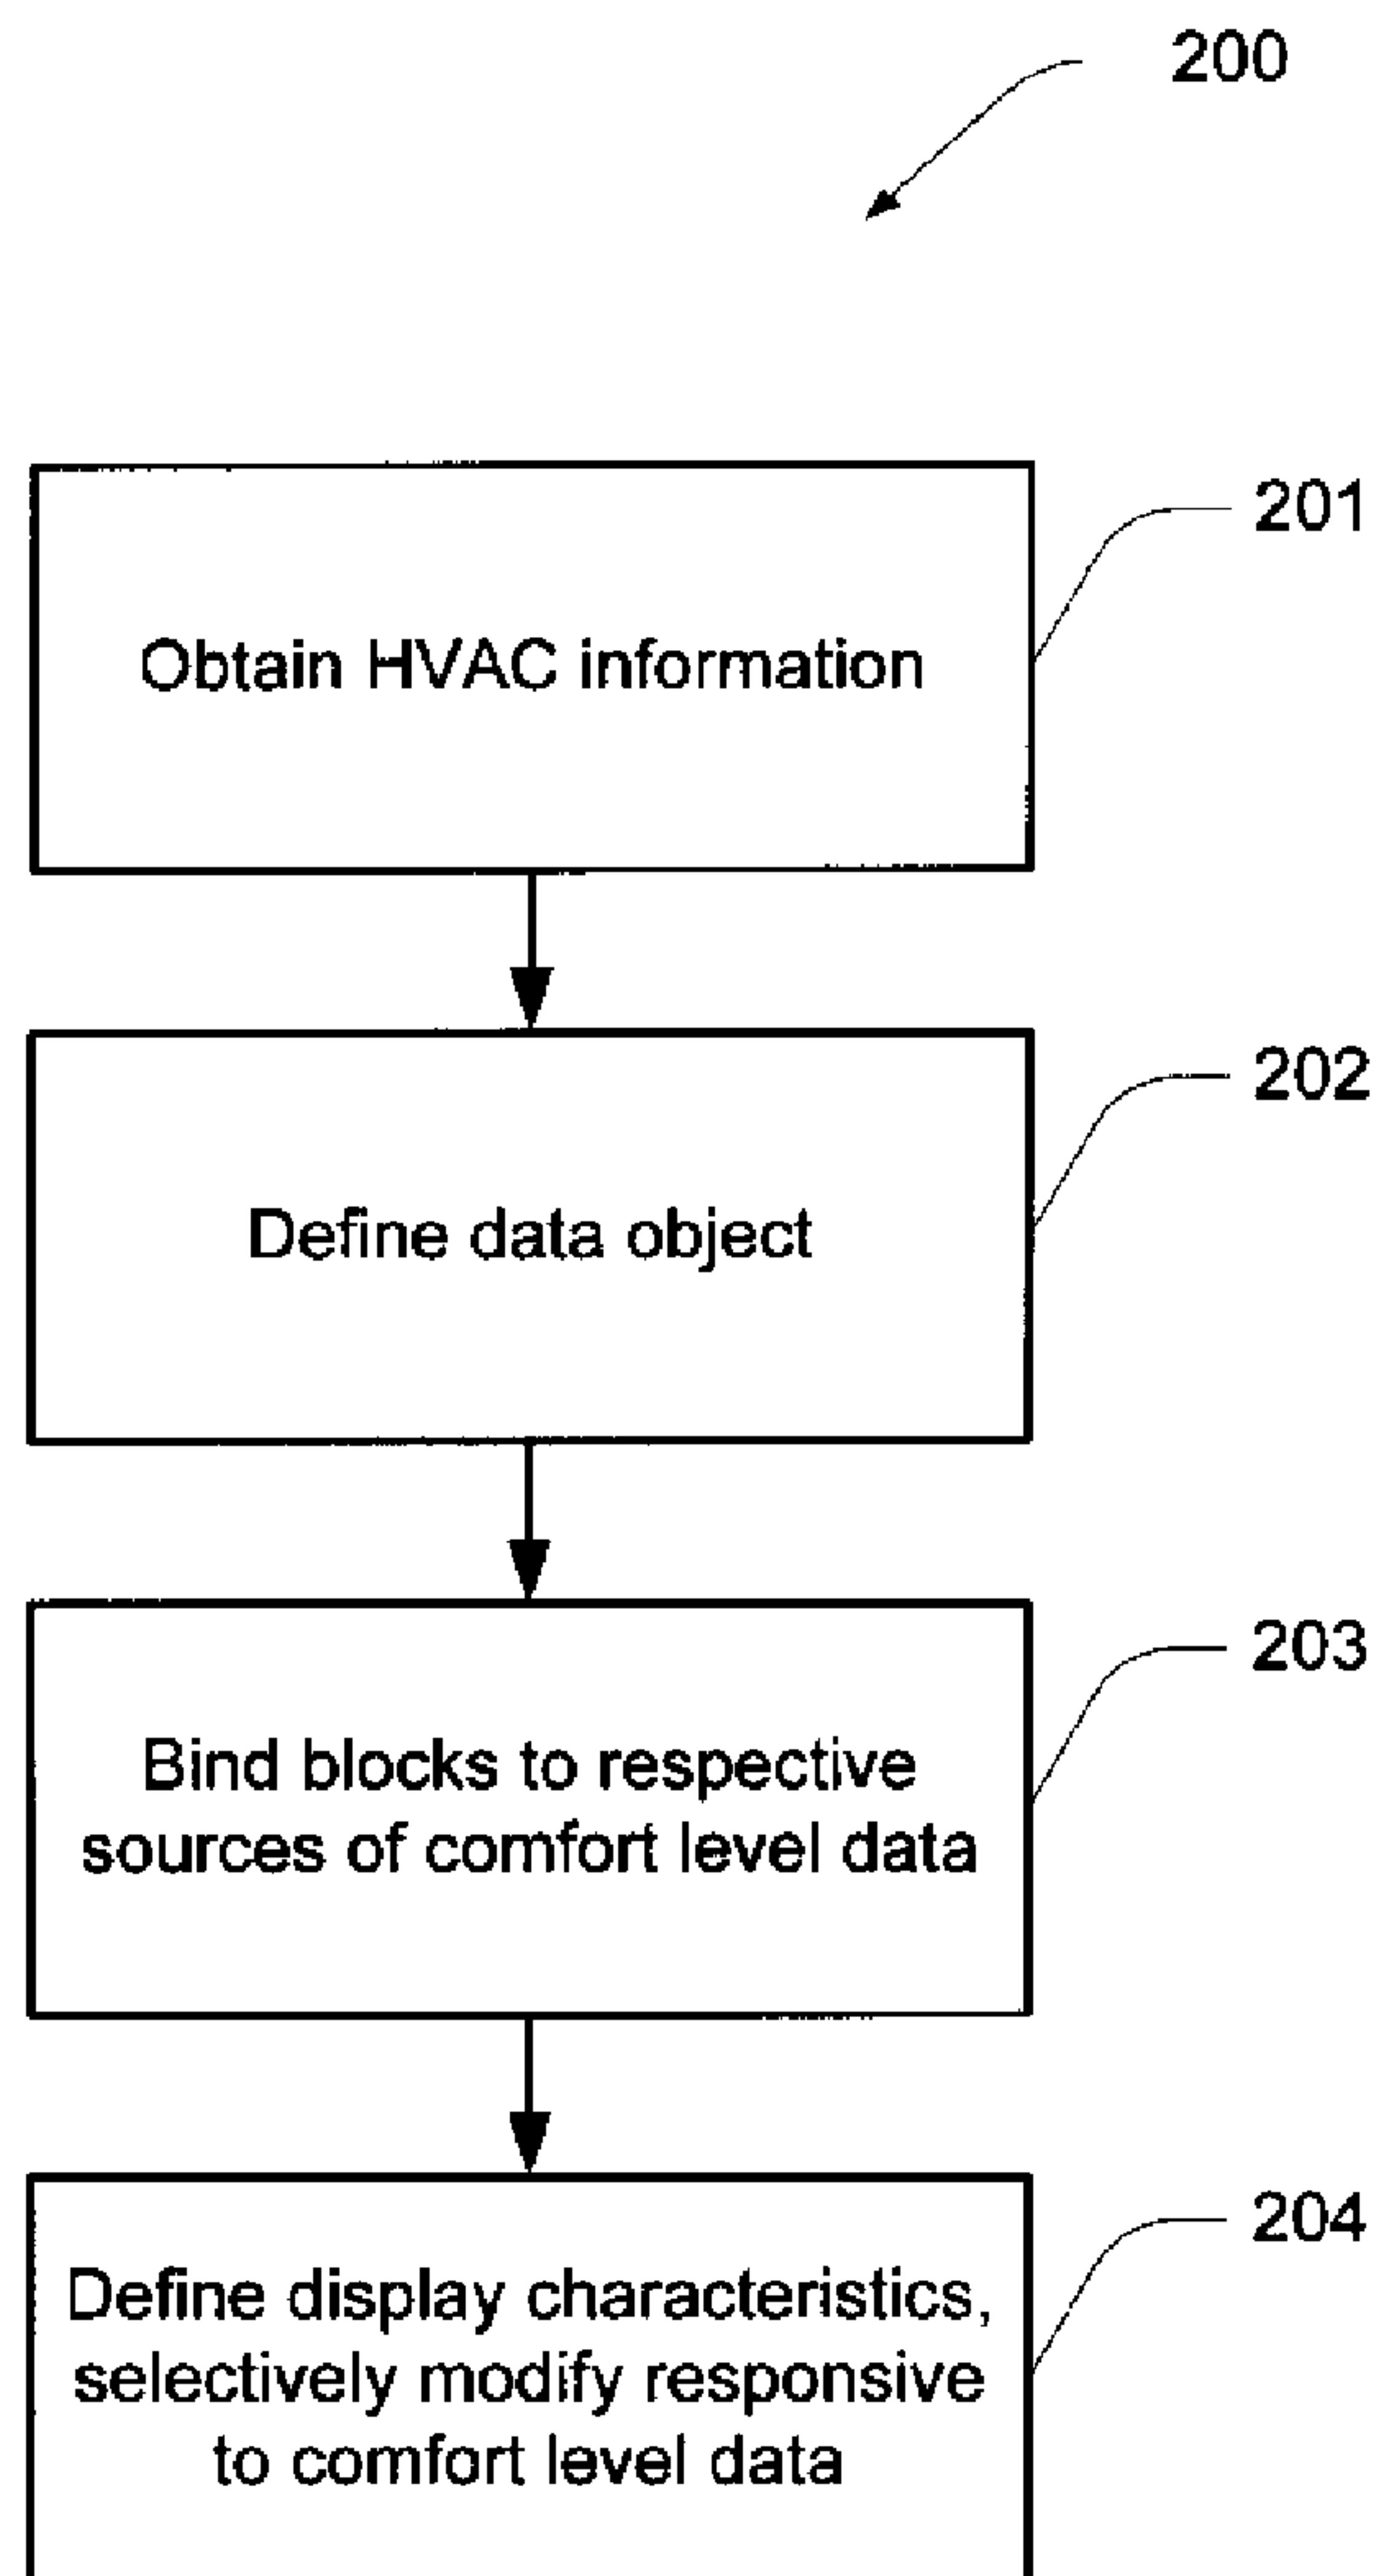 200
201
Obtain HVAC information
202
Define data object
203
Bind blocks to respective
sources of comfort level data
204
Define display characteristics,
selectively modify responsive
to comfort level data